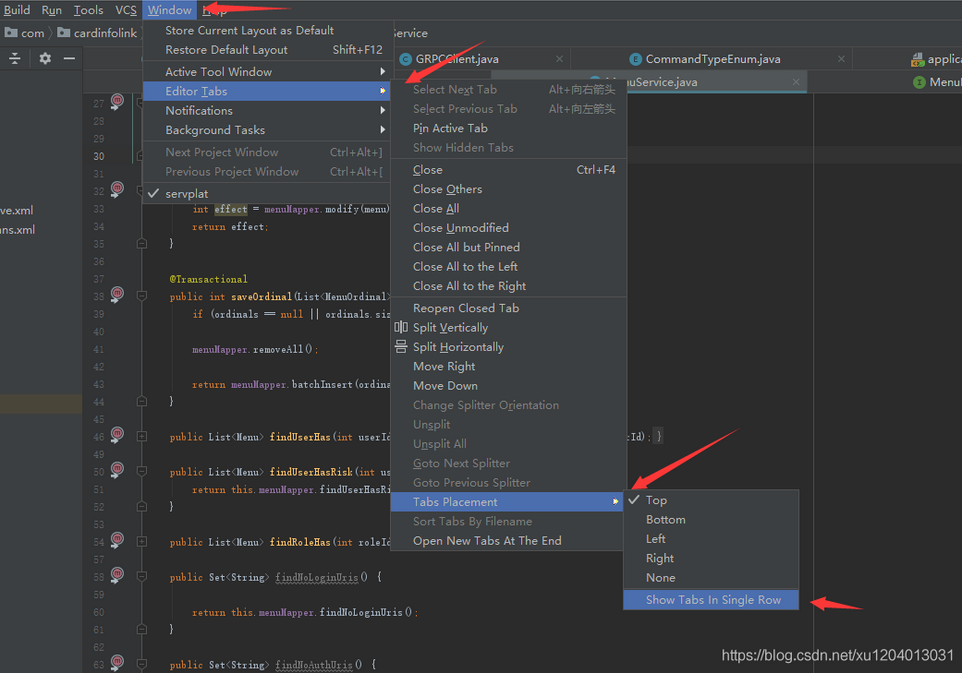 Build Run Tools VCS Window Help
com cardinfolink Service
Store Current Layout as Default
Restore Default Layout Shift+F12
Active Tool Window
Editor Tabs
Notifications
Background Tasks
Next Project Window Ctrl+Alt+]
Previous Project Window Ctrl+Alt+[
servplat
GRPCClient.java CommandTypeEnum.java applica
nuService.java Menul
Select Next Tab Alt+向右箭头
Select Previous Tab Alt+向左箭头
Pin Active Tab
Show Hidden Tabs
Close Ctrl+F4
Close Others
Close All
Close Unmodified
Close All but Pinned
Close All to the Left
Close All to the Right
Reopen Closed Tab
Split Vertically
Split Horizontally
Move Right
Move Down
Change Splitter Orientation
Unsplit
Unsplit All
Goto Next Splitter
Goto Previous Splitter
Tabs Placement
Sort Tabs By Filename
Open New Tabs At The End
Top
Bottom
Left
Right
None
Show Tabs In Single Row
ve.xml
ans.xml
27
28
29
30
31
32
33 int effect = menuMapper.modify(menu)
34 return effect;
35 }
36
37 @Transactional
38 public int saveOrdinal(List<MenuOrdinal>
39 if (ordinals == null || ordinals.siz
40
41 menuMapper.removeAll();
42
43 return menuMapper.batchInsert(ordina
44 }
45
46 public List<Menu> findUserHas(int userId rId); }
49
50 public List<Menu> findUserHasRisk(int us
51 return this.menuMapper.findUserHasRi
52 }
53
54 public List<Menu> findRoleHas(int roleId
57
58 public Set<String> findNoLoginUris() {
59
60 return this.menuMapper.findNoLoginUris();
61 }
62
63 public Set<String> findNoAuthUris() {
https://blog.csdn.net/xu1204013031